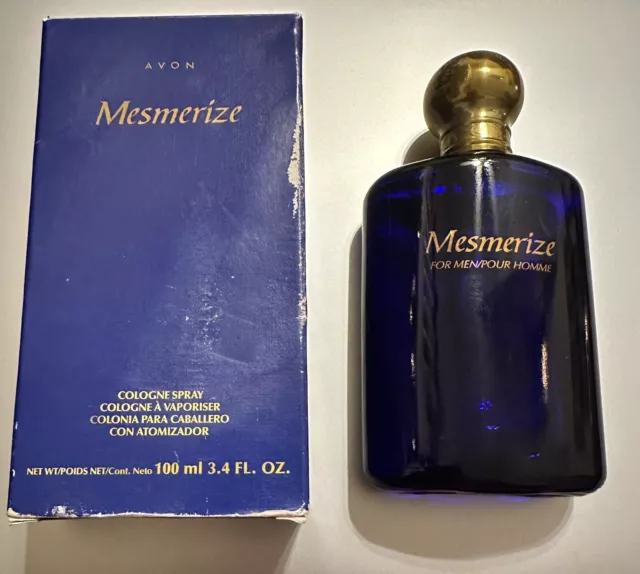 AVON
Mesmerize
COLOGNE SPRAY
COLOGNE À VAPORISER
COLONIA PARA CABALLERO
CON ATOMIZADOR
NET WT/POIDS NET/Cont. Neto 100 ml 3.4 FL. OZ.
Mesmerize
FOR MEN/POUR HOMME